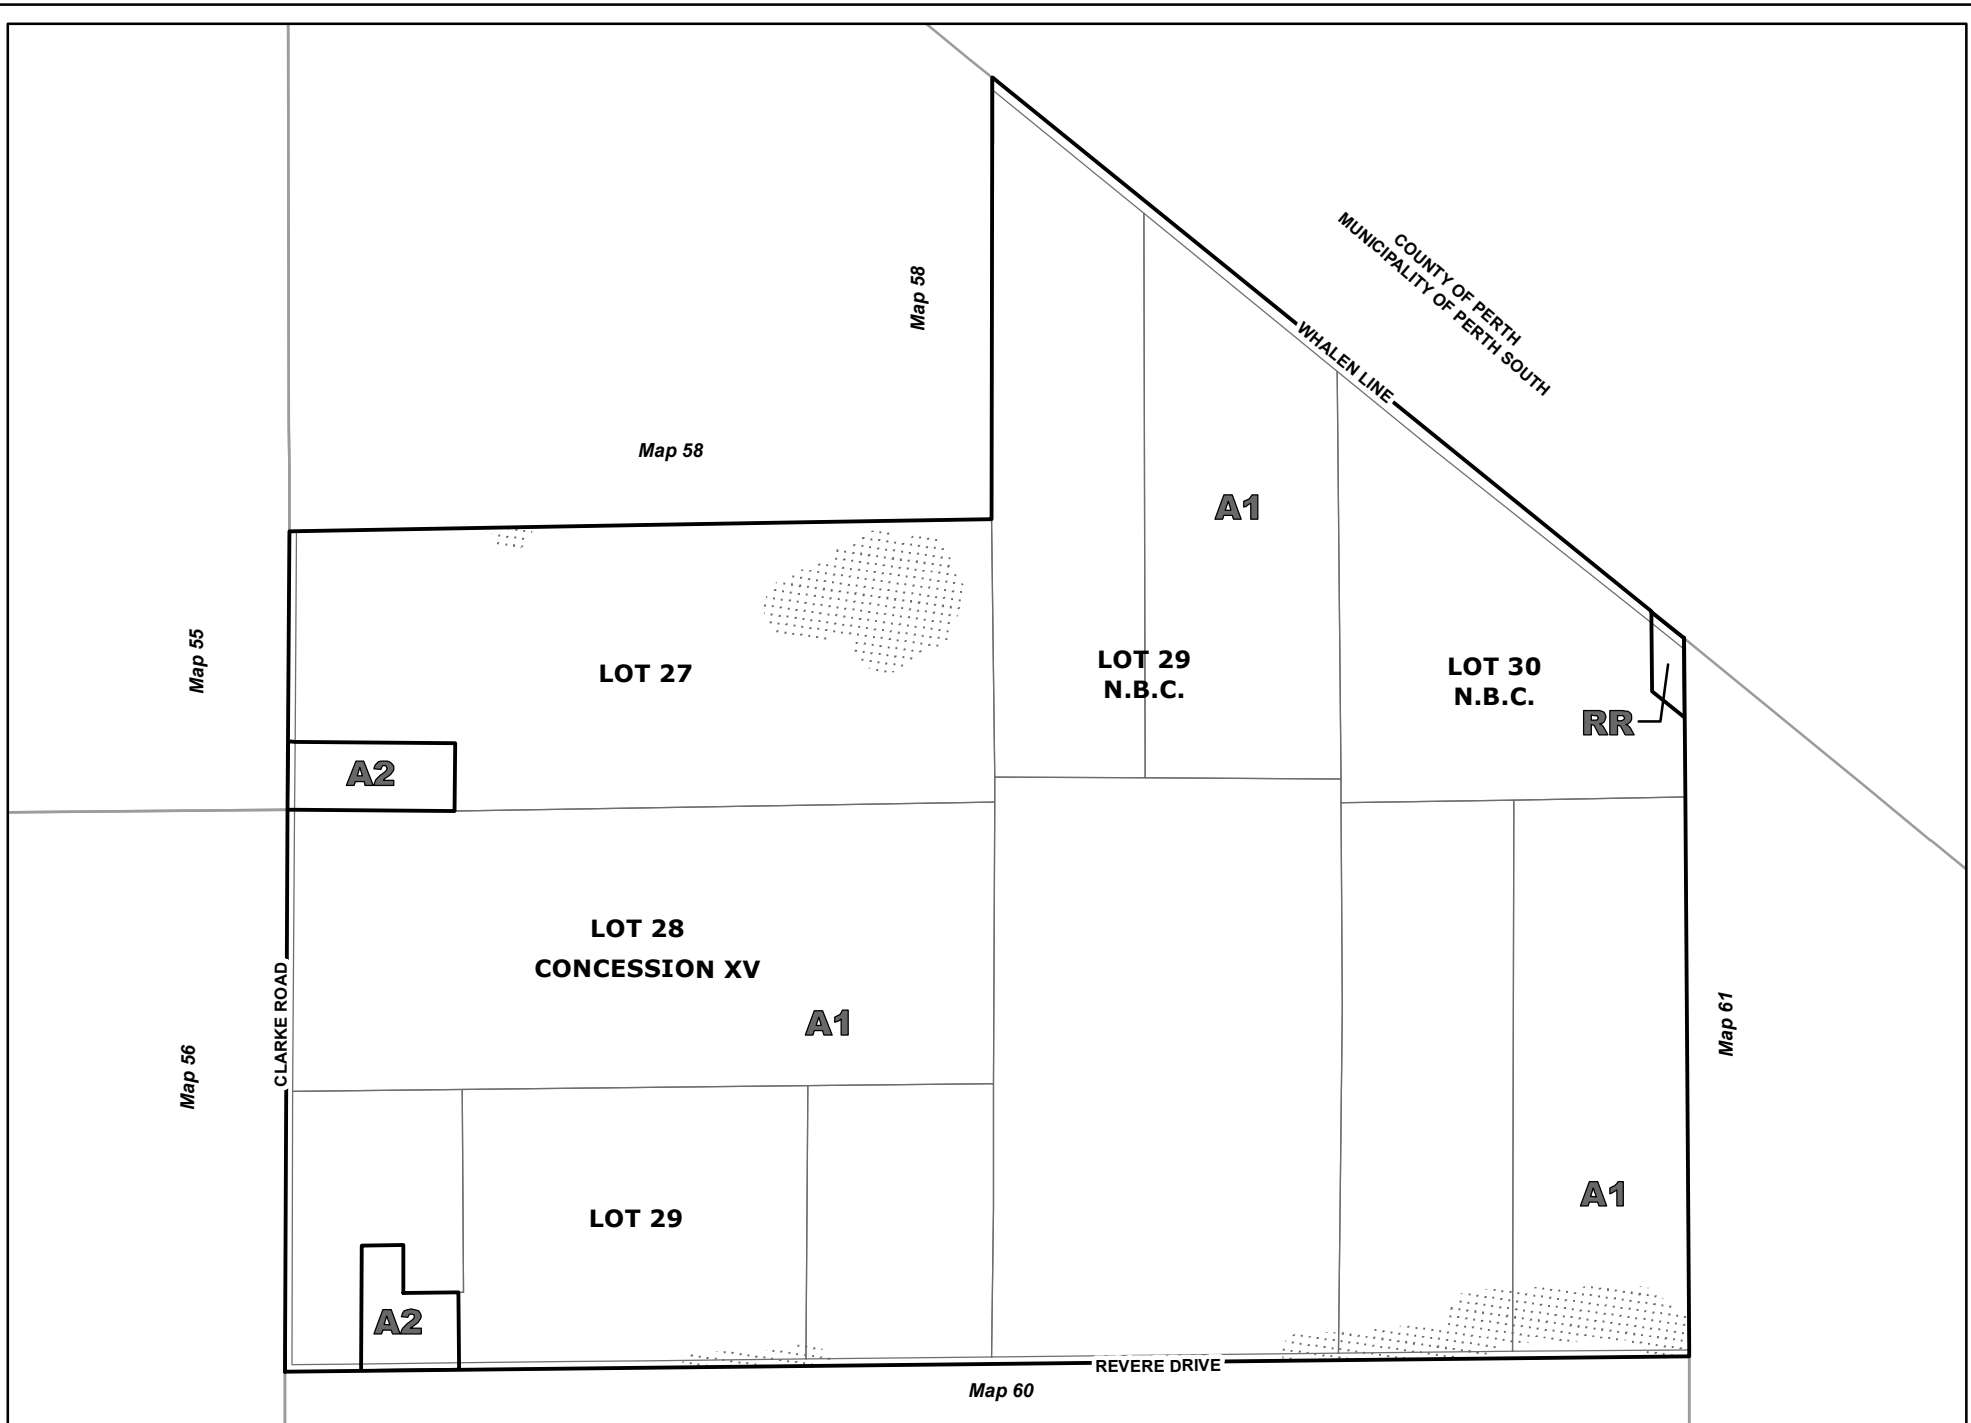 COUNTY OF PERTH
MUNICIPALITY OF PERTH SOUTH
Map 58
WHALEN LINE
Map 58
A1
Map 55
LOT 27
LOT 29
N.B.C.
LOT 30
N.B.C.
RR
A2
LOT 28
CONCESSION XV
A1
CLARKE ROAD
Map 56
Map 61
A1
LOT 29
A2
REVERE DRIVE
Map 60